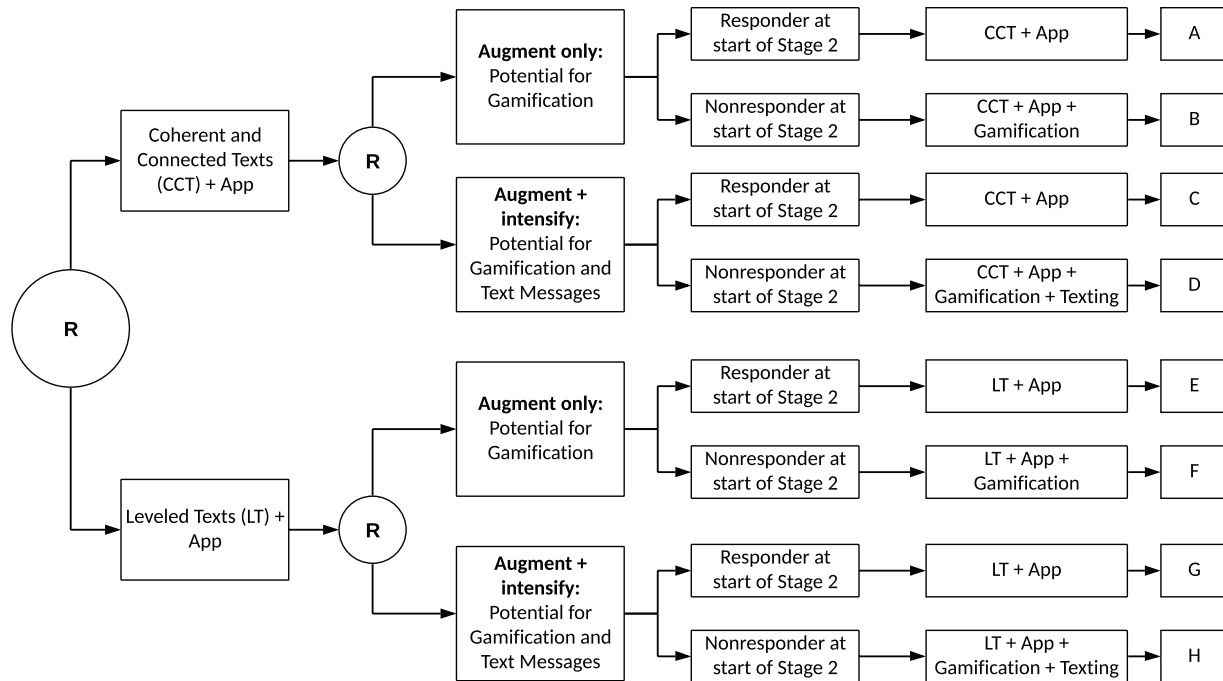 R
Coherent and
Connected Texts
(CCT) + App
R
Augment only:
Potential for
Gamification
Responder at
start of Stage 2
CCT + App
A
Nonresponder at
start of Stage 2
CCT + App +
Gamification
B
Augment +
intensify:
Potential for
Gamification and
Text Messages
Responder at
start of Stage 2
CCT + App
C
Nonresponder at
start of Stage 2
CCT + App +
Gamification + Texting
D
Leveled Texts (LT) +
App
R
Augment only:
Potential for
Gamification
Responder at
start of Stage 2
LT + App
E
Nonresponder at
start of Stage 2
LT + App +
Gamification
F
Augment +
intensify:
Potential for
Gamification and
Text Messages
Responder at
start of Stage 2
LT + App
G
Nonresponder at
start of Stage 2
LT + App +
Gamification + Texting
H